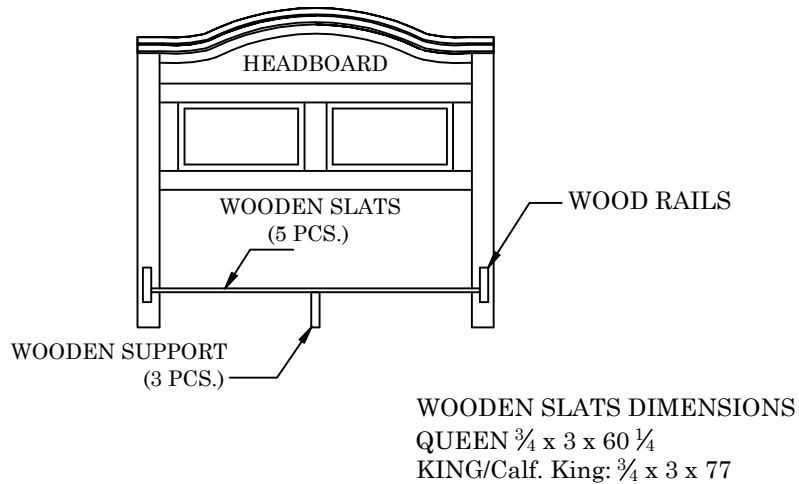 HEADBOARD
WOODEN SLATS
(5 PCS.)
WOOD RAILS
WOODEN SUPPORT
(3 PCS.)
WOODEN SLATS DIMENSIONS
QUEEN ¾ x 3 x 60 ¼
KING/Calf. King: ¾ x 3 x 77